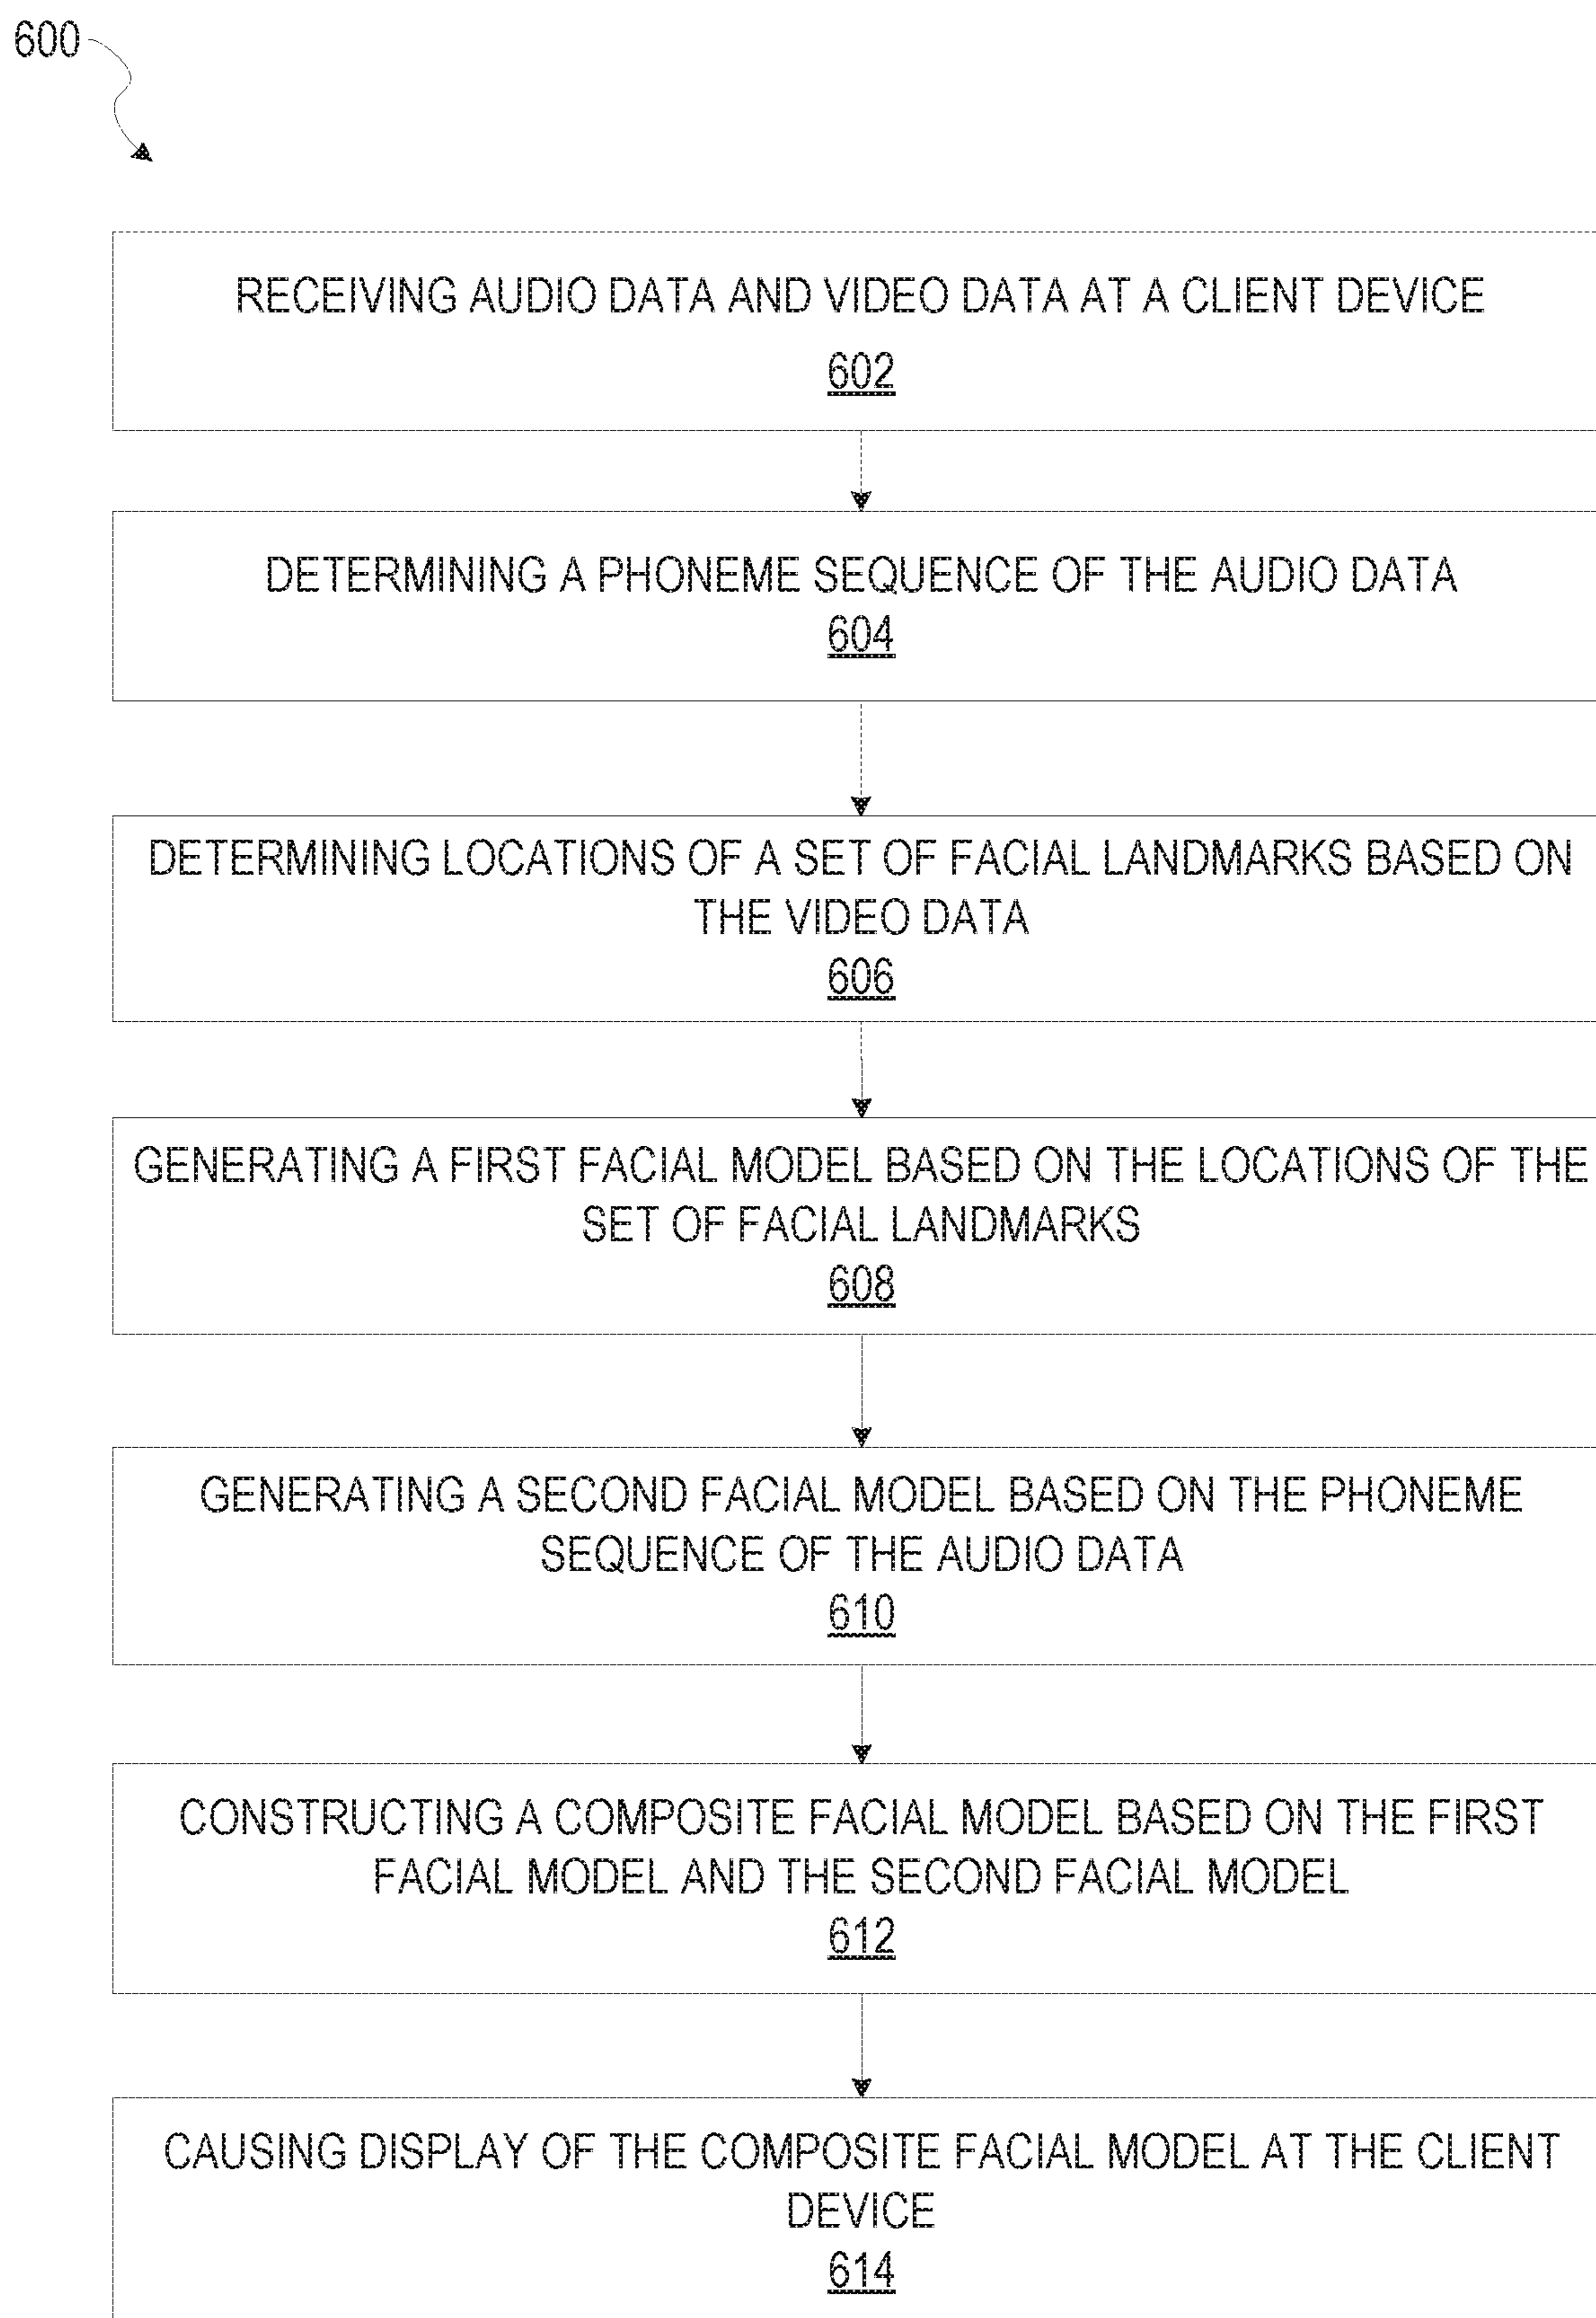 600
RECEIVING AUDIO DATA AND VIDEO DATA AT A CLIENT DEVICE
602
DETERMINING A PHONEME SEQUENCE OF THE AUDIO DATA
604
DETERMINING LOCATIONS OF A SET OF FACIAL LANDMARKS BASED ON
THE VIDEO DATA
606
GENERATING A FIRST FACIAL MODEL BASED ON THE LOCATIONS OF THE
SET OF FACIAL LANDMARKS
608
GENERATING A SECOND FACIAL MODEL BASED ON THE PHONEME
SEQUENCE OF THE AUDIO DATA
610
CONSTRUCTING A COMPOSITE FACIAL MODEL BASED ON THE FIRST
FACIAL MODEL AND THE SECOND FACIAL MODEL
612
CAUSING DISPLAY OF THE COMPOSITE FACIAL MODEL AT THE CLIENT
DEVICE
614